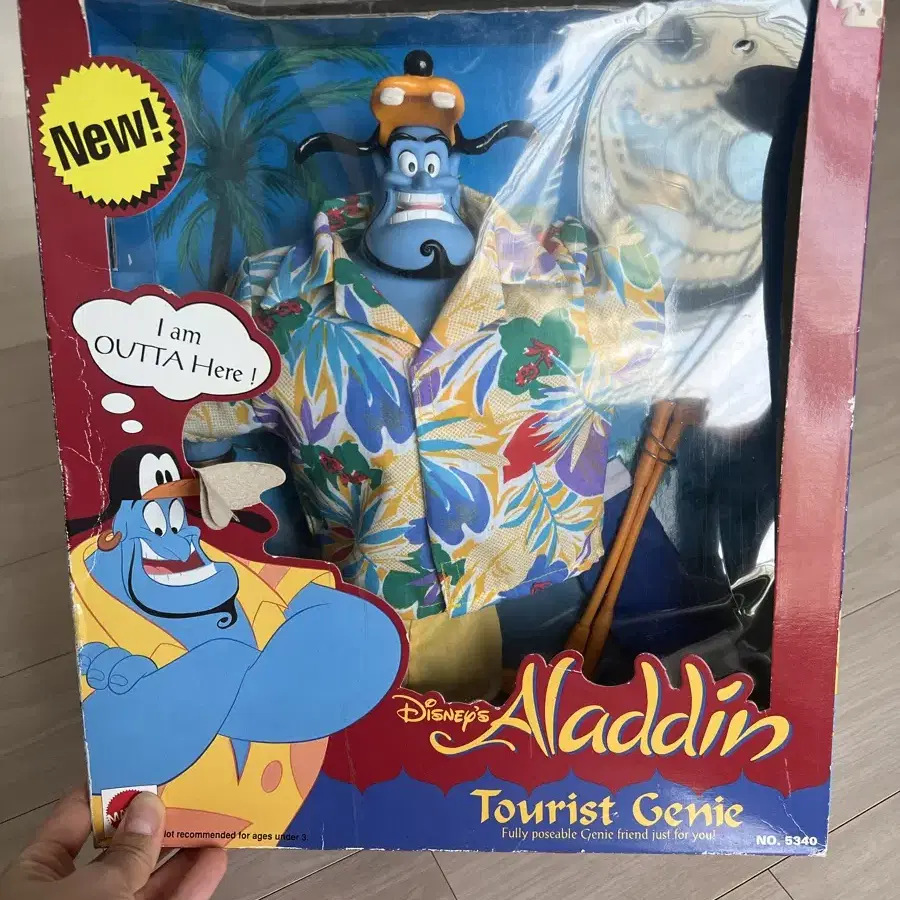 New!
I am
OUTTA Here !
Disney's Aladdin
Tourist Genie
Fully poseable Genie friend just for you!
NO. 5340
ot recommended for ages under 3.